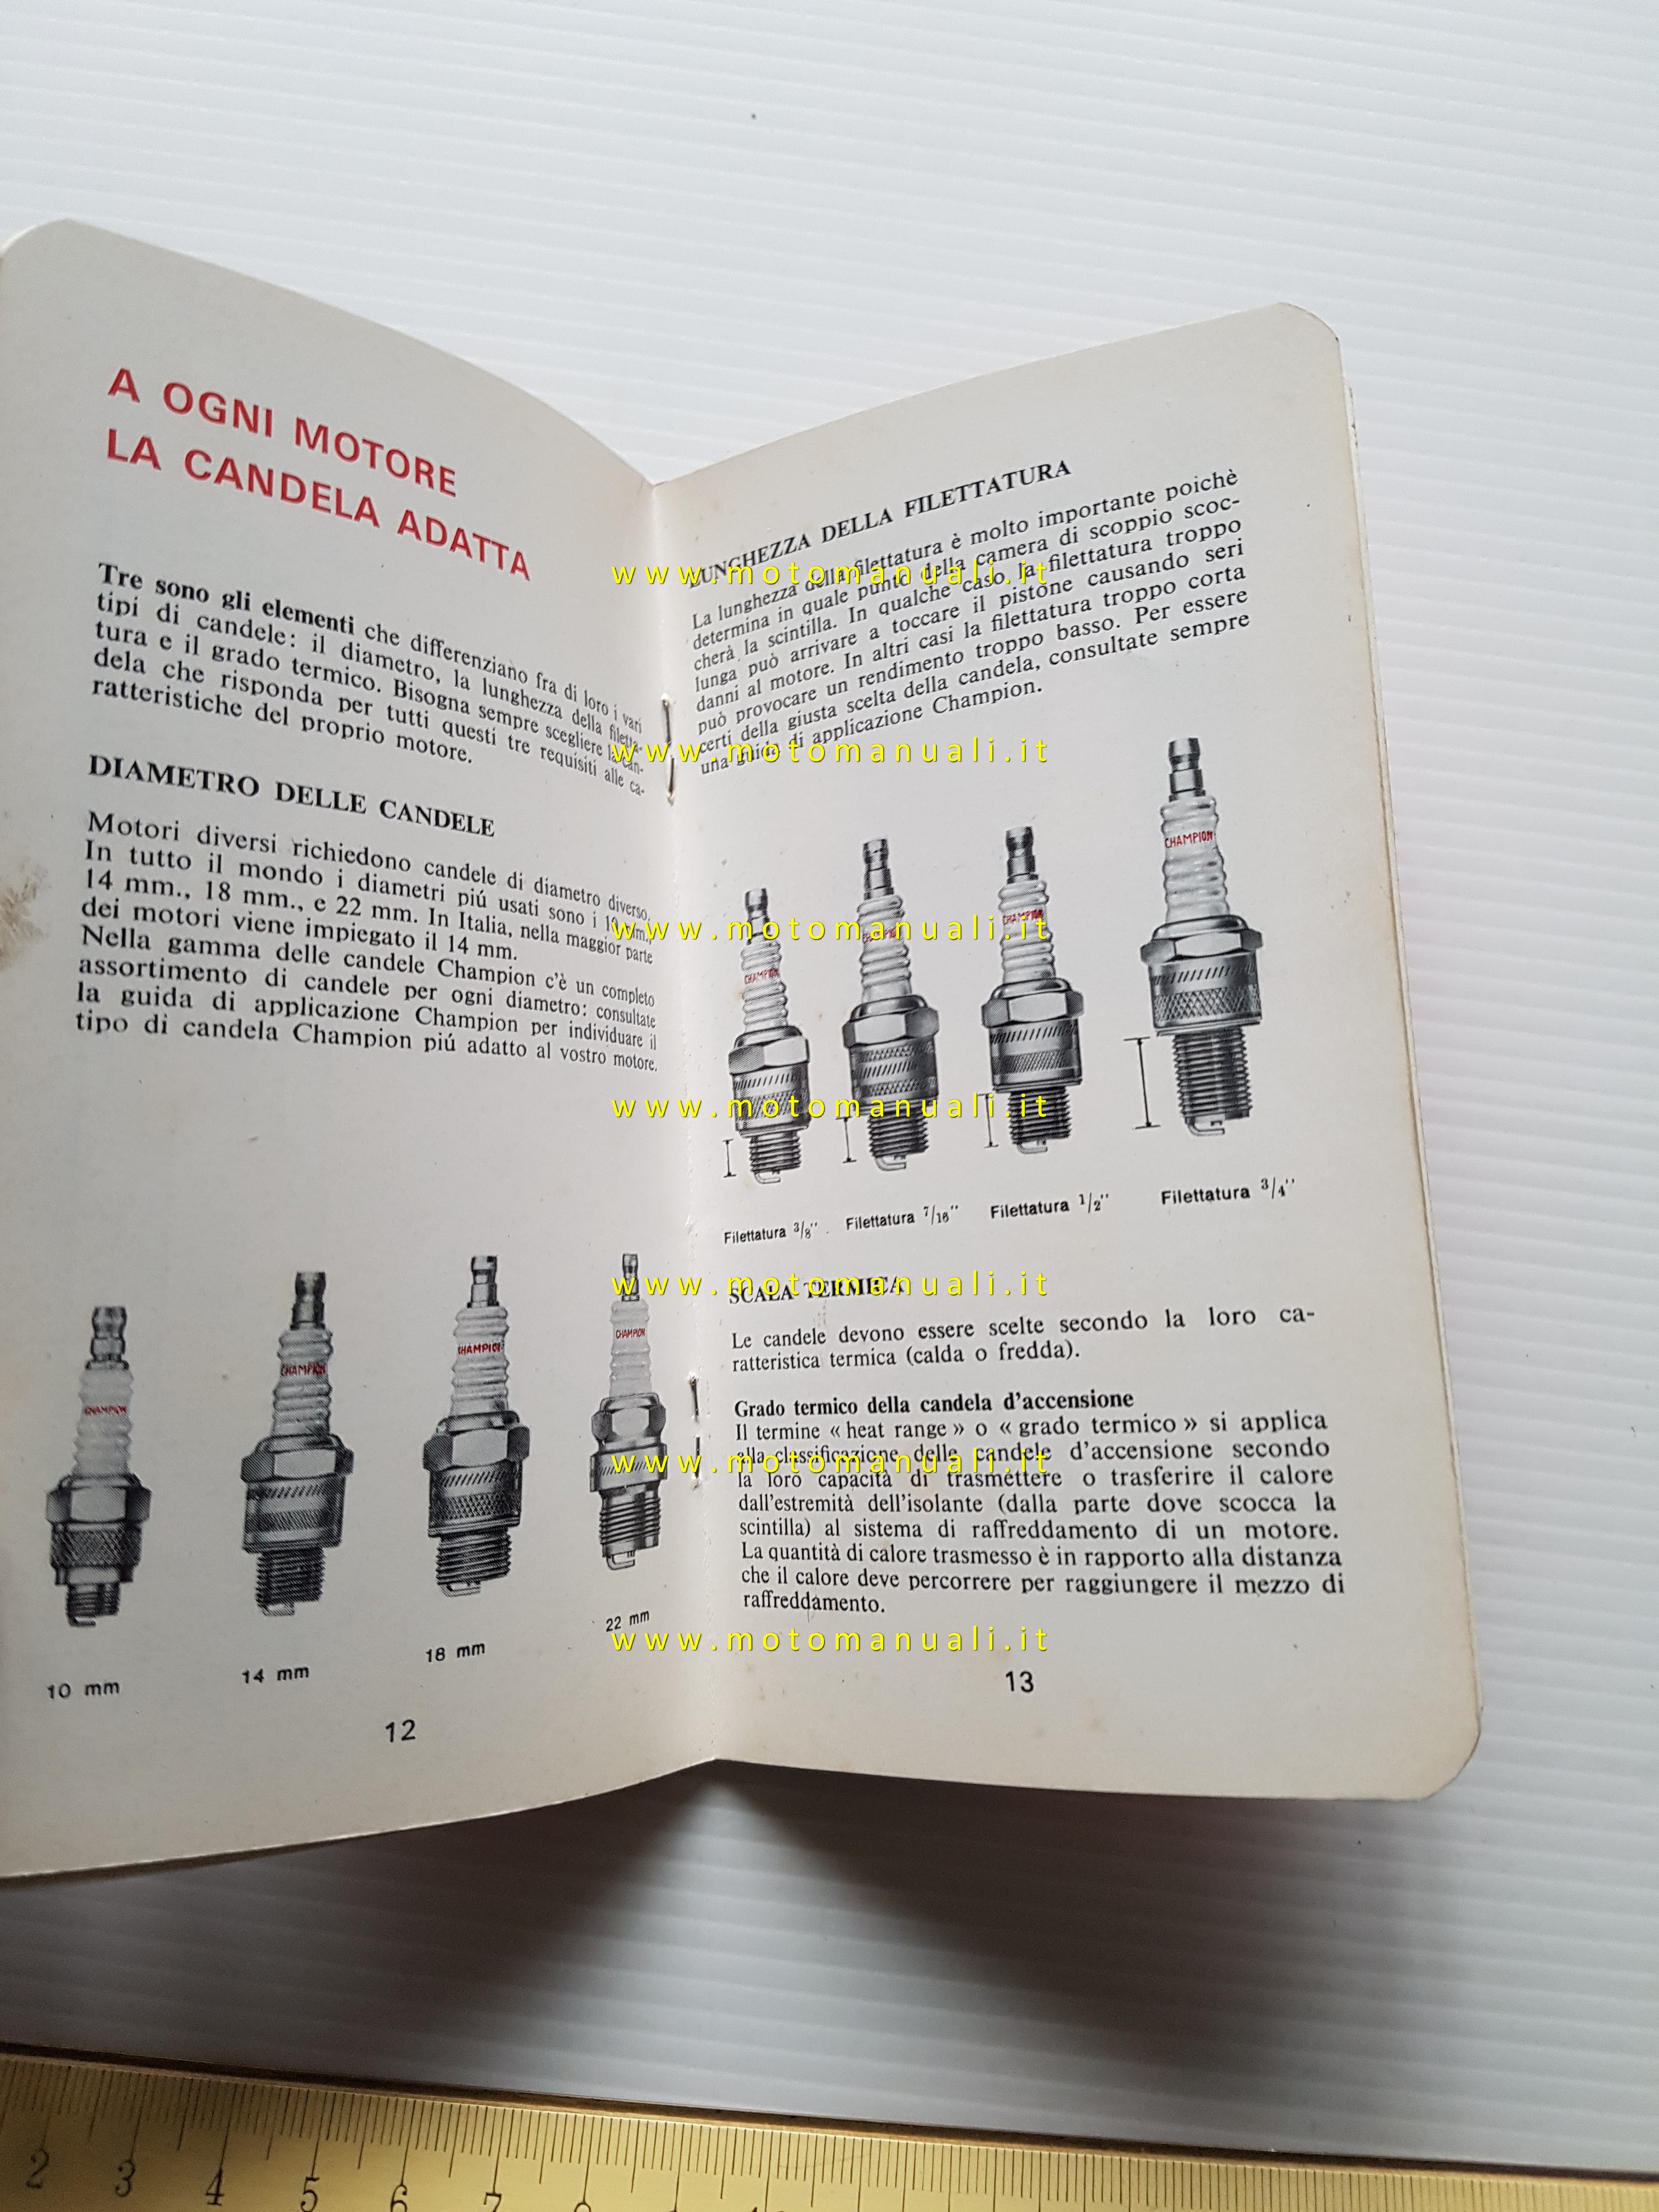 A OGNI MOTORE
LA CANDELA ADATTA
Tre sono gli elementi che differenziano fra di loro i vari
tipi di candele: il diametro, la lunghezza della filetta-
tura e il grado termico. Bisogna sempre scegliere la can-
dela che risponda per tutti questi tre requisiti alle ca-
ratteristiche del proprio motore.
DIAMETRO DELLE CANDELE
Motori diversi richiedono candele di diametro diverso.
In tutto il mondo i diametri piú usati sono i 10 mm.,
14 mm., 18 mm., e 22 mm. In Italia, nella maggior parte
dei motori viene impiegato il 14 mm.
Nella gamma delle candele Champion c'è un completo
assortimento di candele per ogni diametro: consultate
la guida di applicazione Champion per individuare il
tipo di candela Champion piú adatto al vostro motore.
CHAMPION
CHAMPION
CHAMPION
CHAMPION
10 mm
14 mm
18 mm
22 mm
12
LUNGHEZZA DELLA FILETTATURA
La lunghezza della filettatura è molto importante poichè
determina in quale punto della camera di scoppio scoc-
cherà la scintilla. In qualche caso la filettatura troppo
lunga può arrivare a toccare il pistone causando seri
danni al motore. In altri casi la filettatura troppo corta
può provocare un rendimento troppo basso. Per essere
certi della giusta scelta della candela, consultate sempre
una guida di applicazione Champion.
CHAMPION
CHAMPION
CHAMPION
CHAMPION
Filettatura 3/8"
Filettatura 7/16"
Filettatura 1/2"
Filettatura 3/4"
SCALA TERMICA
Le candele devono essere scelte secondo la loro ca-
ratteristica termica (calda o fredda).
Grado termico della candela d'accensione
Il termine « heat range » o « grado termico » si applica
alla classificazione delle candele d'accensione secondo
la loro capacità di trasmettere o trasferire il calore
dall'estremità dell'isolante (dalla parte dove scocca la
scintilla) al sistema di raffreddamento di un motore.
La quantità di calore trasmesso è in rapporto alla distanza
che il calore deve percorrere per raggiungere il mezzo di
raffreddamento.
13
www.motomanuali.it
www.motomanuali.it
www.motomanuali.it
www.motomanuali.it
www.motomanuali.it
www.motomanuali.it
www.motomanuali.it
2 3 4 5 6 7